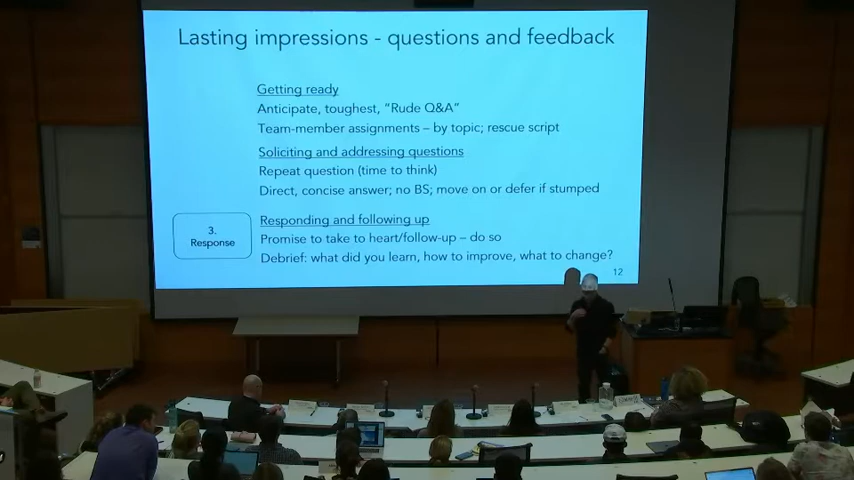 Lasting impressions - questions and feedback
Getting ready
Anticipate, toughest, “Rude Q&A”
Team-member assignments – by topic; rescue script
Soliciting and addressing questions
Repeat question (time to think)
Direct, concise answer; no BS; move on or defer if stumped
3.
Response
Responding and following up
Promise to take to heart/follow-up – do so
Debrief: what did you learn, how to improve, what to change?
12